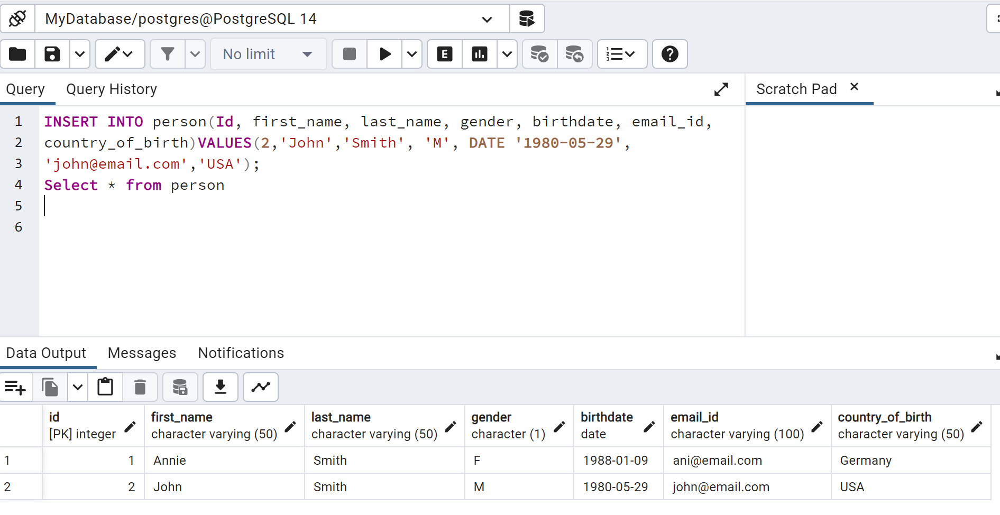 MyDatabase/postgres@PostgreSQL 14
No limit
E
Query Query History Scratch Pad
1 INSERT INTO person(Id, first_name, last_name, gender, birthdate, email_id,
2 country_of_birth)VALUES(2,'John','Smith', 'M', DATE '1980-05-29',
3 'john@email.com','USA');
4 Select * from person
5
6
Data Output Messages Notifications
id first_name last_name gender birthdate email_id country_of_birth
[PK] integer character varying (50) character varying (50) character (1) date character varying (100) character varying (50)
1 1 Annie Smith F 1988-01-09 ani@email.com Germany
2 2 John Smith M 1980-05-29 john@email.com USA